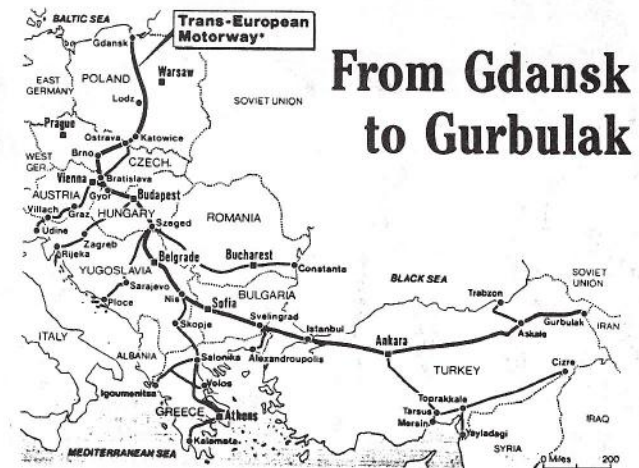 BALTIC SEA
Trans-European
Motorway*
From Gdansk
to Gurbulak
Gdansk
EAST
GERMANY
POLAND
Warsaw
Lodz
SOVIET UNION
Prague
Ostrava
Katowice
WEST
GER.
Brno
CZECH.
Vienna
Bratislava
AUSTRIA
Gyor
Budapest
HUNGARY
ROMANIA
Villach
Graz
Szeged
Udine
Zagreb
Rijeka
Belgrade
Bucharest
Constanta
YUGOSLAVIA
BLACK SEA
SOVIET
UNION
Sarajevo
BULGARIA
Trabzon
Ploce
Nis
Sofia
Svelingrad
Istanbul
Gurbulak
ITALY
Skopje
Ankara
Askale
IRAN
ALBANIA
Salonika
Alexandroupolis
Cizre
TURKEY
Igoumenitsa
Volos
Toprakkale
GREECE
Athens
Tarsus
Mersin
IRAQ
Kalamata
Yayladagi
SYRIA
MEDITERRANEAN SEA
0 Miles 200